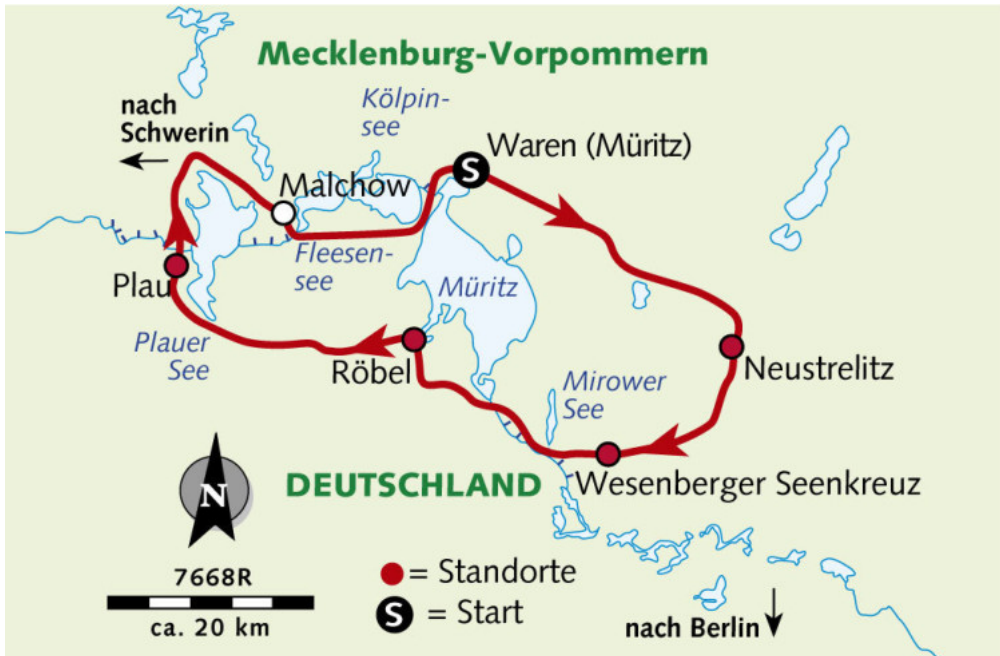 Mecklenburg-Vorpommern
nach
Schwerin
Kölpin-
see
Waren (Müritz)
S
Malchow
Fleesen-
see
Müritz
Plau
Plauer
See
Röbel
Mirower
See
Neustrelitz
DEUTSCHLAND
Wesenberger Seenkreuz
N
7668R
ca. 20 km
= Standorte
S = Start
nach Berlin